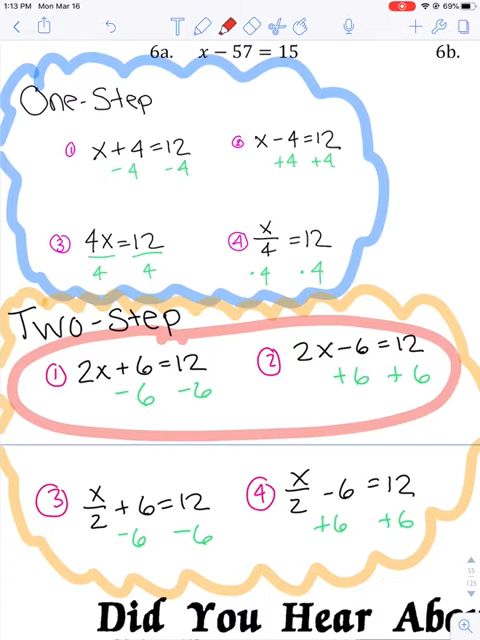 1:13 PM Mon Mar 16 69%
6a. x − 57 = 15 6b.
One-Step
① x + 4 = 12 ② x − 4 = 12
−4 −4 +4 +4
③ 4x = 12 ④ x/4 = 12
4 4 · 4 · 4
Two-Step
① 2x + 6 = 12 ② 2x − 6 = 12
−6 −6 +6 +6
③ x/2 + 6 = 12 ④ x/2 − 6 = 12
−6 −6 +6 +6
55
125
Did You Hear Abo